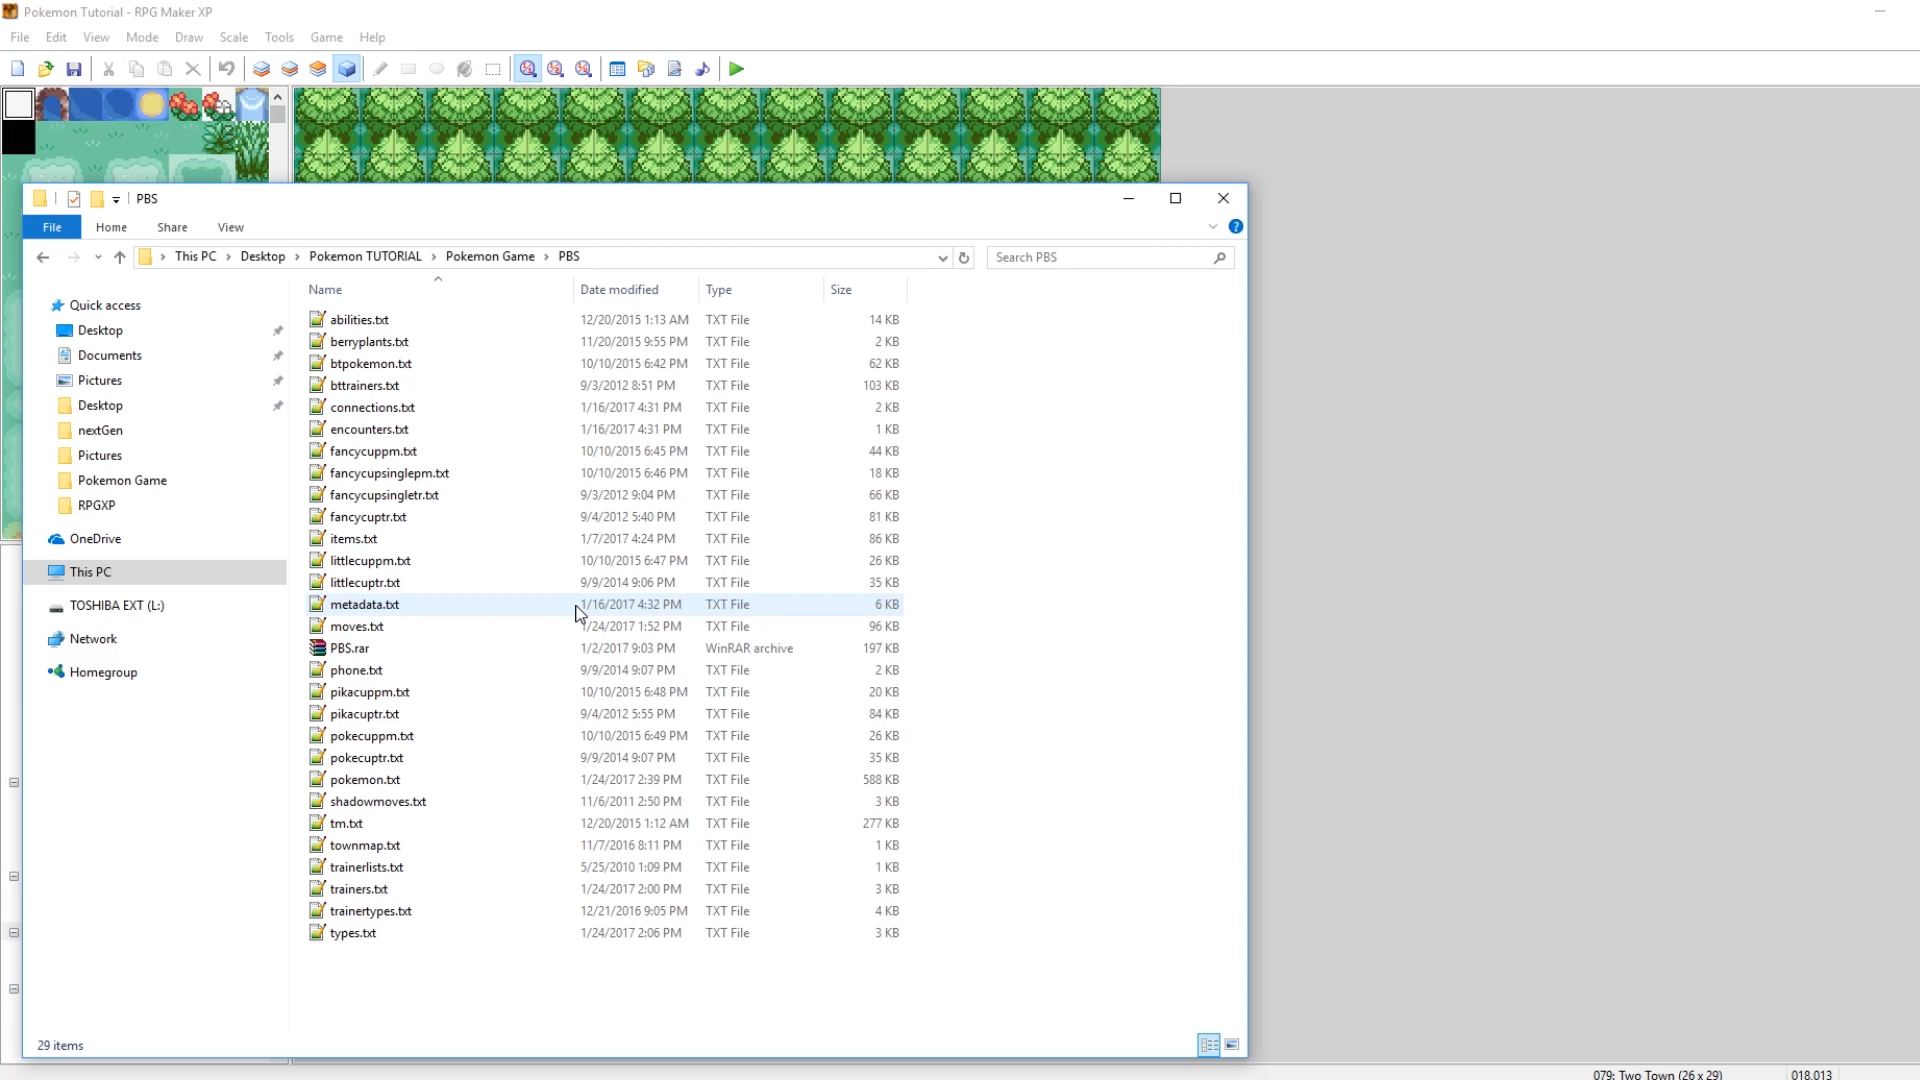 Pokemon Tutorial - RPG Maker XP
File Edit View Mode Draw Scale Tools Game Help
PBS
File Home Share View
This PC Desktop Pokemon TUTORIAL Pokemon Game PBS
Search PBS
Name Date modified Type Size
Quick access
Desktop
Documents
Pictures
Desktop
nextGen
Pictures
Pokemon Game
RPGXP
OneDrive
This PC
TOSHIBA EXT (L:)
Network
Homegroup
abilities.txt 12/20/2015 1:13 AM TXT File 14 KB
berryplants.txt 11/20/2015 9:55 PM TXT File 2 KB
btpokemon.txt 10/10/2015 6:42 PM TXT File 62 KB
bttrainers.txt 9/3/2012 8:51 PM TXT File 103 KB
connections.txt 1/16/2017 4:31 PM TXT File 2 KB
encounters.txt 1/16/2017 4:31 PM TXT File 1 KB
fancycuppm.txt 10/10/2015 6:45 PM TXT File 44 KB
fancycupsinglepm.txt 10/10/2015 6:46 PM TXT File 18 KB
fancycupsingletr.txt 9/3/2012 9:04 PM TXT File 66 KB
fancycuptr.txt 9/4/2012 5:40 PM TXT File 81 KB
items.txt 1/7/2017 4:24 PM TXT File 86 KB
littlecuppm.txt 10/10/2015 6:47 PM TXT File 26 KB
littlecuptr.txt 9/9/2014 9:06 PM TXT File 35 KB
metadata.txt 1/16/2017 4:32 PM TXT File 6 KB
moves.txt 1/24/2017 1:52 PM TXT File 96 KB
PBS.rar 1/2/2017 9:03 PM WinRAR archive 197 KB
phone.txt 9/9/2014 9:07 PM TXT File 2 KB
pikacuppm.txt 10/10/2015 6:48 PM TXT File 20 KB
pikacuptr.txt 9/4/2012 5:55 PM TXT File 84 KB
pokecuppm.txt 10/10/2015 6:49 PM TXT File 26 KB
pokecuptr.txt 9/9/2014 9:07 PM TXT File 35 KB
pokemon.txt 1/24/2017 2:39 PM TXT File 588 KB
shadowmoves.txt 11/6/2011 2:50 PM TXT File 3 KB
tm.txt 12/20/2015 1:12 AM TXT File 277 KB
townmap.txt 11/7/2016 8:11 PM TXT File 1 KB
trainerlists.txt 5/25/2010 1:09 PM TXT File 1 KB
trainers.txt 1/24/2017 2:00 PM TXT File 3 KB
trainertypes.txt 12/21/2016 9:05 PM TXT File 4 KB
types.txt 1/24/2017 2:06 PM TXT File 3 KB
29 items
079: Two Town (26 x 29) 018,013